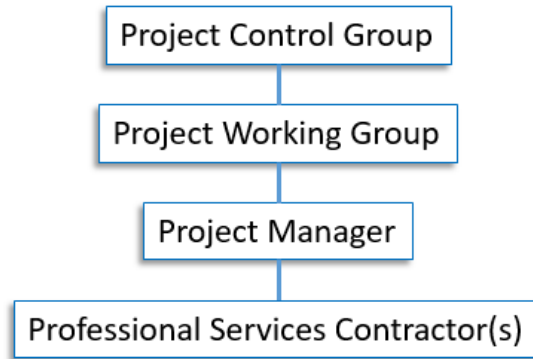 Project Control Group
Project Working Group
Project Manager
Professional Services Contractor(s)